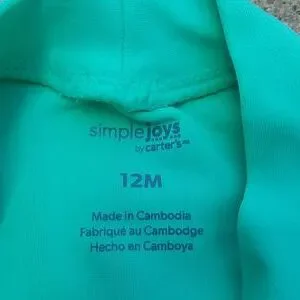 simple joys
by carter's
12M
Made in Cambodia
Fabriqué au Cambodge
Hecho en Camboya